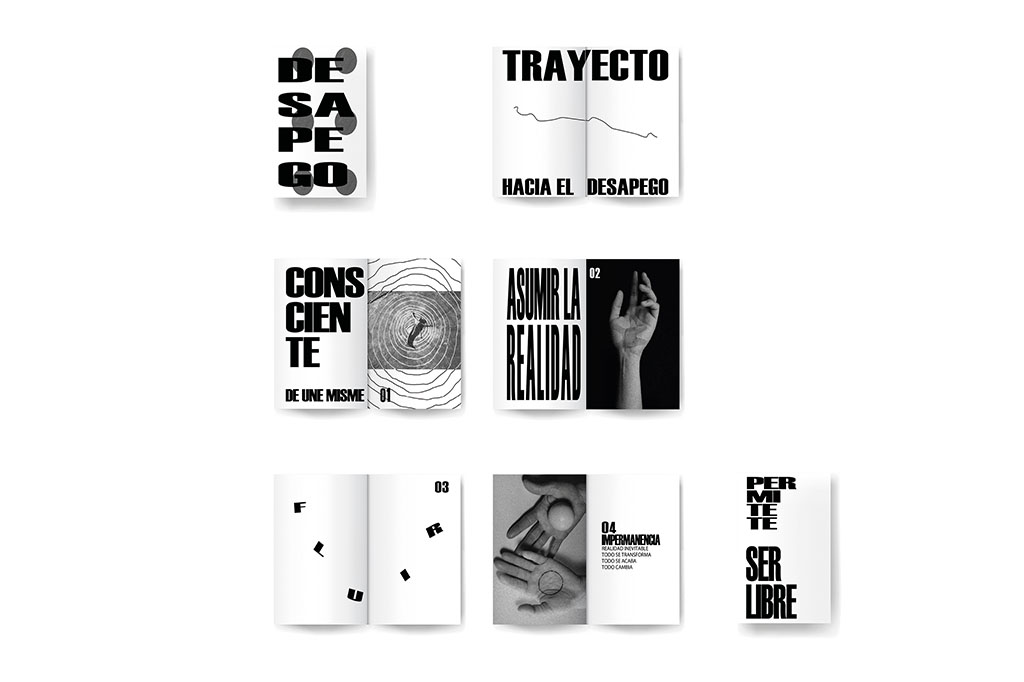 DE
SA
PE
GO
TRAYECTO
HACIA EL DESAPEGO
CONS
CIEN
TE
DE UNE MISME
01
ASUMIR LA
REALIDAD
02
03
F
L
U
I
R
04
IMPERMANENCIA
REALIDAD INEVITABLE
TODO SE TRANSFORMA
TODO SE ACABA
TODO CAMBIA
PER
MI
TE
TE
SER
LIBRE